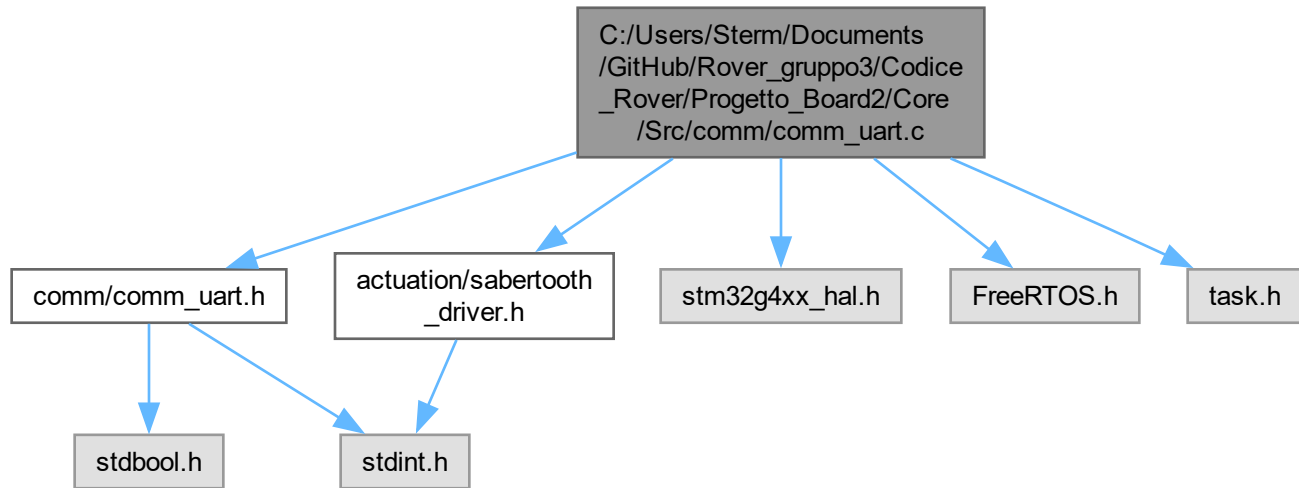 C:/Users/Sterm/Documents
/GitHub/Rover_gruppo3/Codice
_Rover/Progetto_Board2/Core
/Src/comm/comm_uart.c
comm/comm_uart.h
actuation/sabertooth
_driver.h
stm32g4xx_hal.h
FreeRTOS.h
task.h
stdbool.h
stdint.h